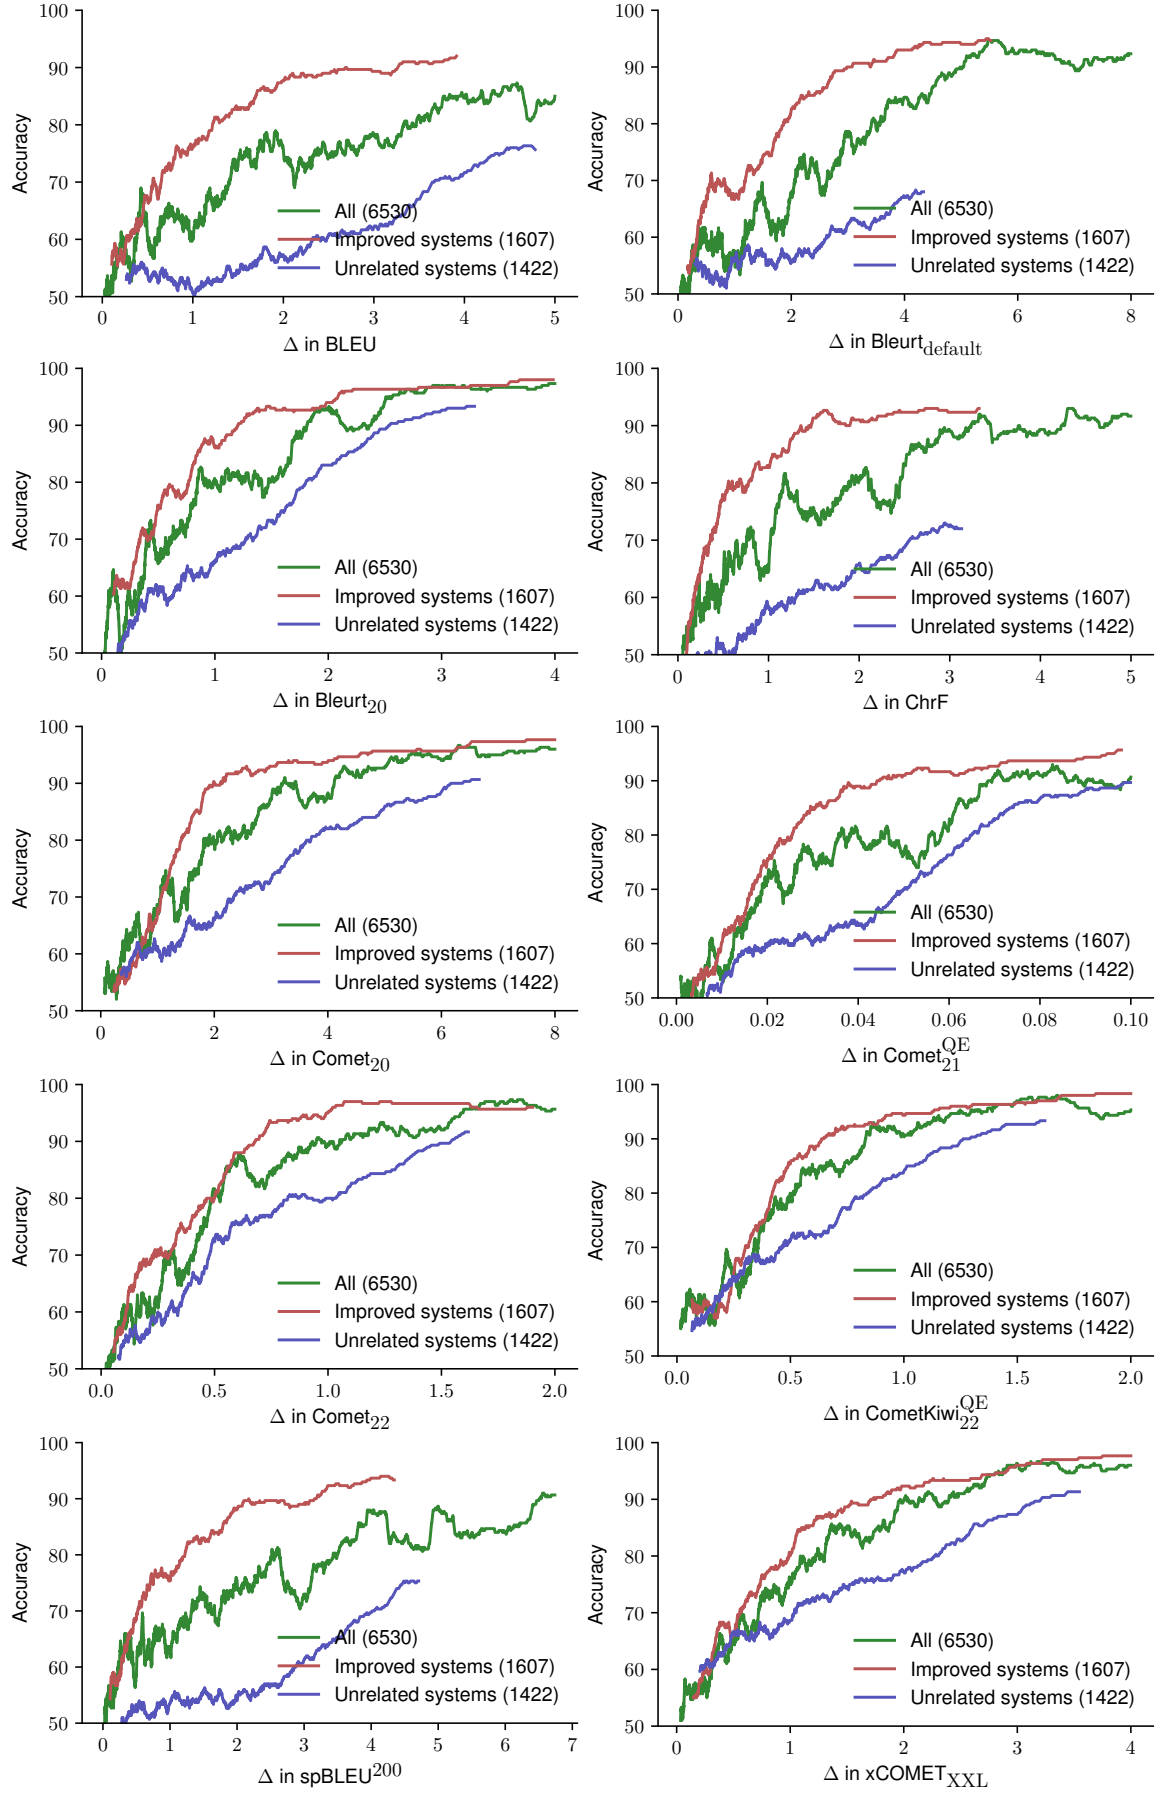 100
90
80
70
60
50
Accuracy
All (6530)
Improved systems (1607)
Unrelated systems (1422)
0 1 2 3 4 5
Δ in BLEU
100
90
80
70
60
50
Accuracy
All (6530)
Improved systems (1607)
Unrelated systems (1422)
0 2 4 6 8
Δ in Bleurt_default
100
90
80
70
60
50
Accuracy
All (6530)
Improved systems (1607)
Unrelated systems (1422)
0 1 2 3 4
Δ in Bleurt_20
100
90
80
70
60
50
Accuracy
All (6530)
Improved systems (1607)
Unrelated systems (1422)
0 1 2 3 4 5
Δ in ChrF
100
90
80
70
60
50
Accuracy
All (6530)
Improved systems (1607)
Unrelated systems (1422)
0 2 4 6 8
Δ in Comet_20
100
90
80
70
60
50
Accuracy
All (6530)
Improved systems (1607)
Unrelated systems (1422)
0.00 0.02 0.04 0.06 0.08 0.10
Δ in Comet_21^QE
100
90
80
70
60
50
Accuracy
All (6530)
Improved systems (1607)
Unrelated systems (1422)
0.0 0.5 1.0 1.5 2.0
Δ in Comet_22
100
90
80
70
60
50
Accuracy
All (6530)
Improved systems (1607)
Unrelated systems (1422)
0.0 0.5 1.0 1.5 2.0
Δ in CometKiwi_22^QE
100
90
80
70
60
50
Accuracy
All (6530)
Improved systems (1607)
Unrelated systems (1422)
0 1 2 3 4 5 6 7
Δ in spBLEU^200
100
90
80
70
60
50
Accuracy
All (6530)
Improved systems (1607)
Unrelated systems (1422)
0 1 2 3 4
Δ in xCOMET_XXL